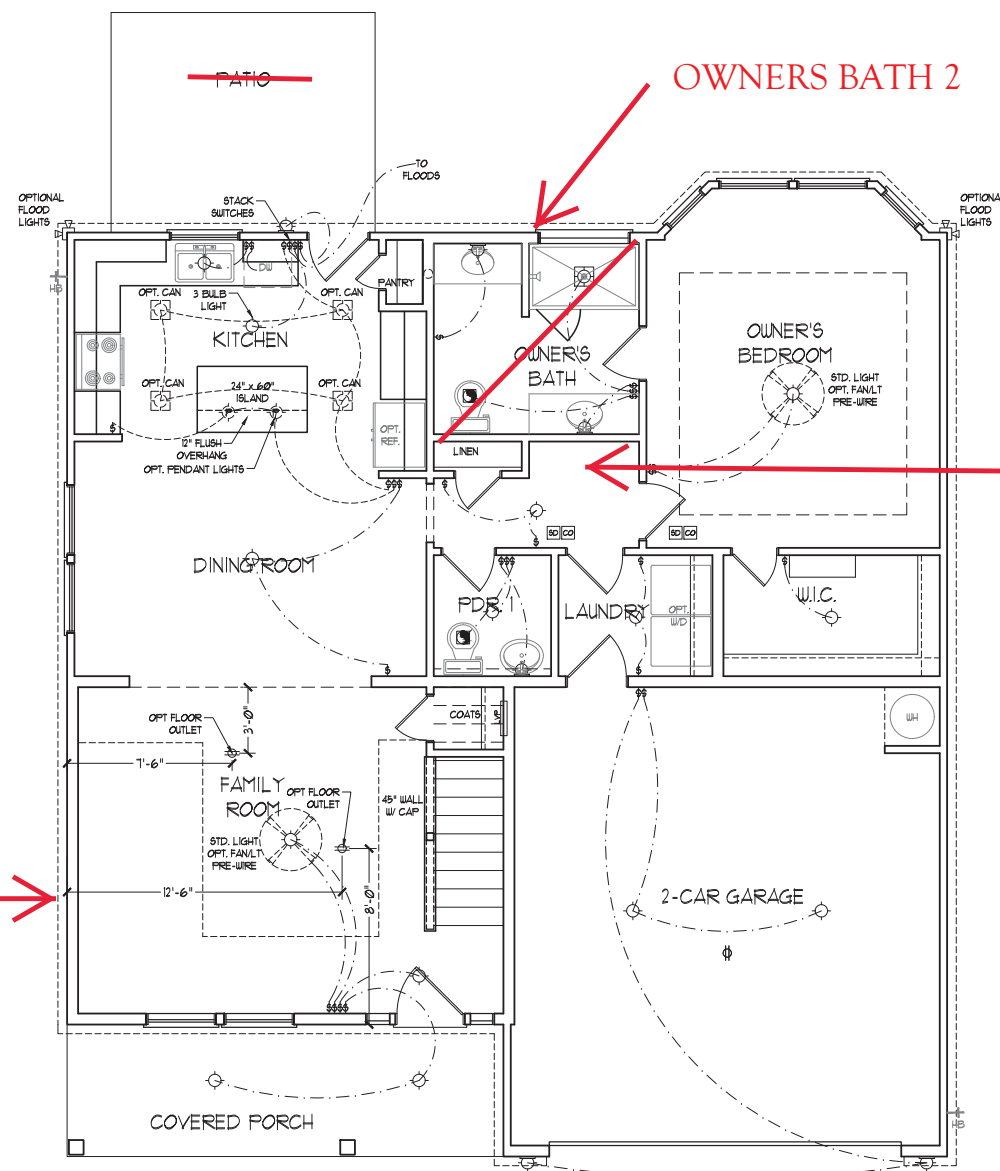 PATIO
OWNERS BATH 2
TO
FLOODS
OPTIONAL
FLOOD
LIGHTS
STACK
SWITCHES
OPTIONA
FLOOD
LIGHTS
HB
DW
PANTRY
OPT. CAN
3 BULB
LIGHT
OPT. CAN
KITCHEN
OWNER'S
BATH
OWNER'S
BEDROOM
STD. LIGHT
OPT. FAN/LT
PRE-WIRE
OPT. CAN
24" x 60"
ISLAND
OPT. CAN
12" FLUSH
OVERHANG
OPT. PENDANT LIGHTS
OPT.
REF.
LINEN
SD CO
SD CO
DINING ROOM
PDR. 1
LAUNDRY
OPT.
W/D
W.I.C.
COATS
LVP
WH
OPT FLOOR
OUTLET
3'-0"
7'-6"
FAMILY
ROOM
OPT FLOOR
OUTLET
45" WALL
W/ CAP
STD. LIGHT
OPT. FAN/LT
PRE-WIRE
12'-6"
8'-0"
2-CAR GARAGE
COVERED PORCH
HB